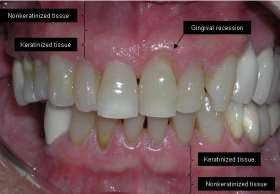 Nonkeratinized tissue
Gingival recession
Keratinized tissue
Keratinized tissue
Nonkeratinized tissue